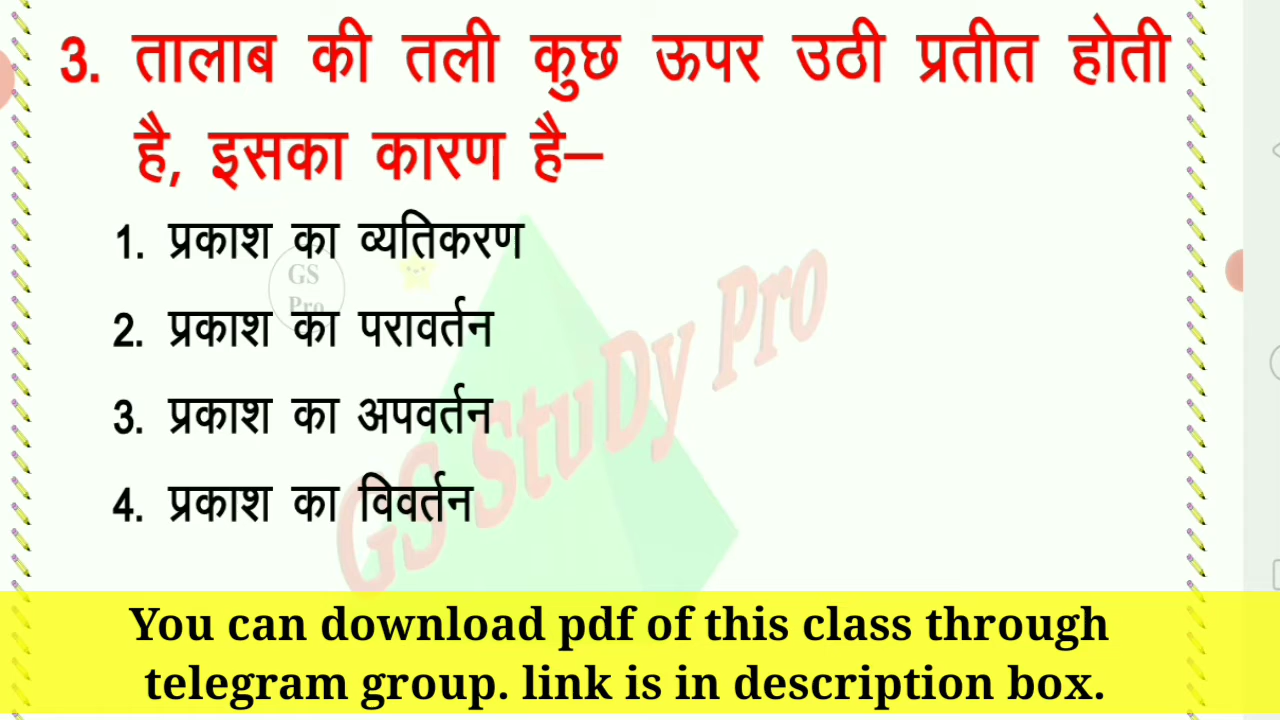 3. तालाब की तली कुछ ऊपर उठी प्रतीत होती
है, इसका कारण है–
1. प्रकाश का व्यतिकरण
GS
Pro
2. प्रकाश का परावर्तन
3. प्रकाश का अपवर्तन
4. प्रकाश का विवर्तन
GS StuDy Pro
You can download pdf of this class through
telegram group. link is in description box.